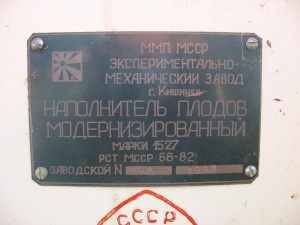 ММП МССР
ЭКСПЕРИМЕНТАЛЬНО-
МЕХАНИЧЕСКИЙ ЗАВОД
г. Кишинев
НАПОЛНИТЕЛЬ ПЛОДОВ
МОДЕРНИЗИРОВАННЫЙ
МАРКИ 1527
РСТ МССР 68-82
ЗАВОДСКОЙ N
СССР